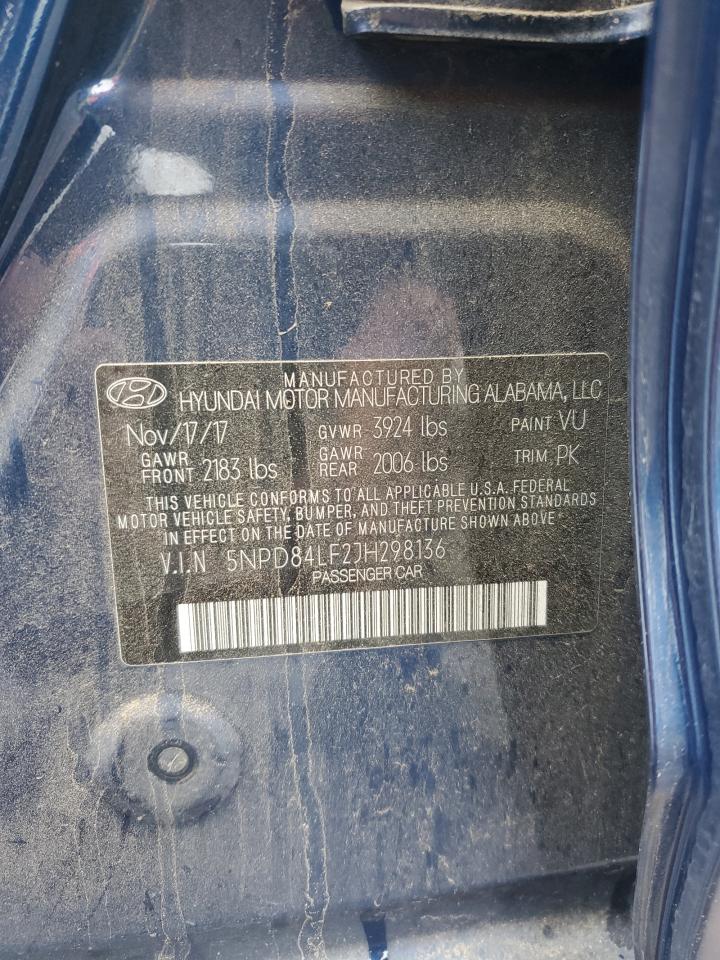 MANUFACTURED BY
HYUNDAI MOTOR MANUFACTURING ALABAMA, LLC
Nov/17/17 GVWR 3924 lbs PAINT VU
GAWR FRONT 2183 lbs GAWR REAR 2006 lbs TRIM PK
THIS VEHICLE CONFORMS TO ALL APPLICABLE U.S.A. FEDERAL
MOTOR VEHICLE SAFETY, BUMPER, AND THEFT PREVENTION STANDARDS
IN EFFECT ON THE DATE OF MANUFACTURE SHOWN ABOVE
V.I.N 5NPD84LF2JH298136
PASSENGER CAR